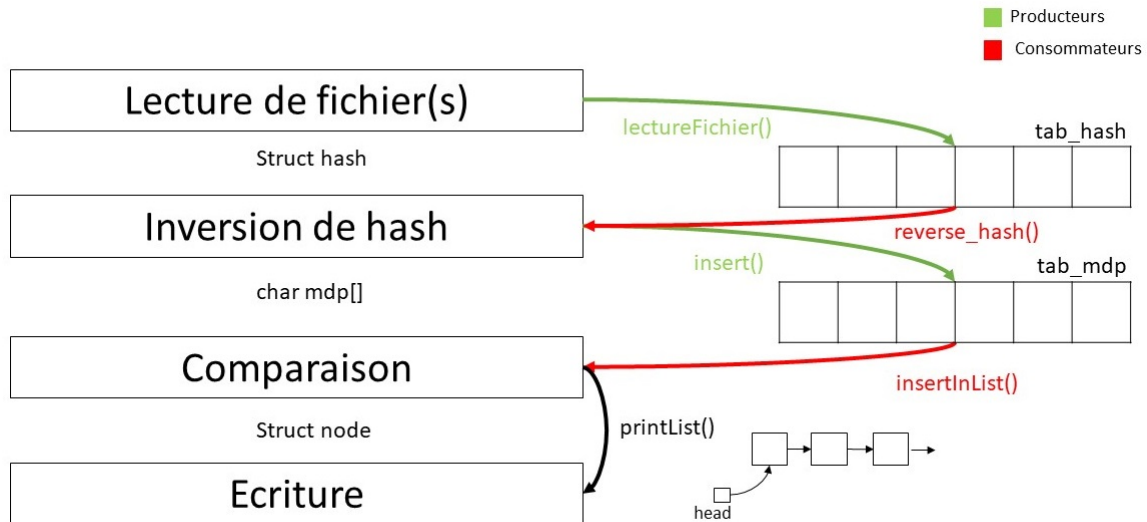 Producteurs
Consommateurs
Lecture de fichier(s)
lectureFichier()
tab_hash
Struct hash
Inversion de hash
reverse_hash()
insert()
tab_mdp
char mdp[]
Comparaison
insertInList()
Struct node
printList()
Ecriture
head